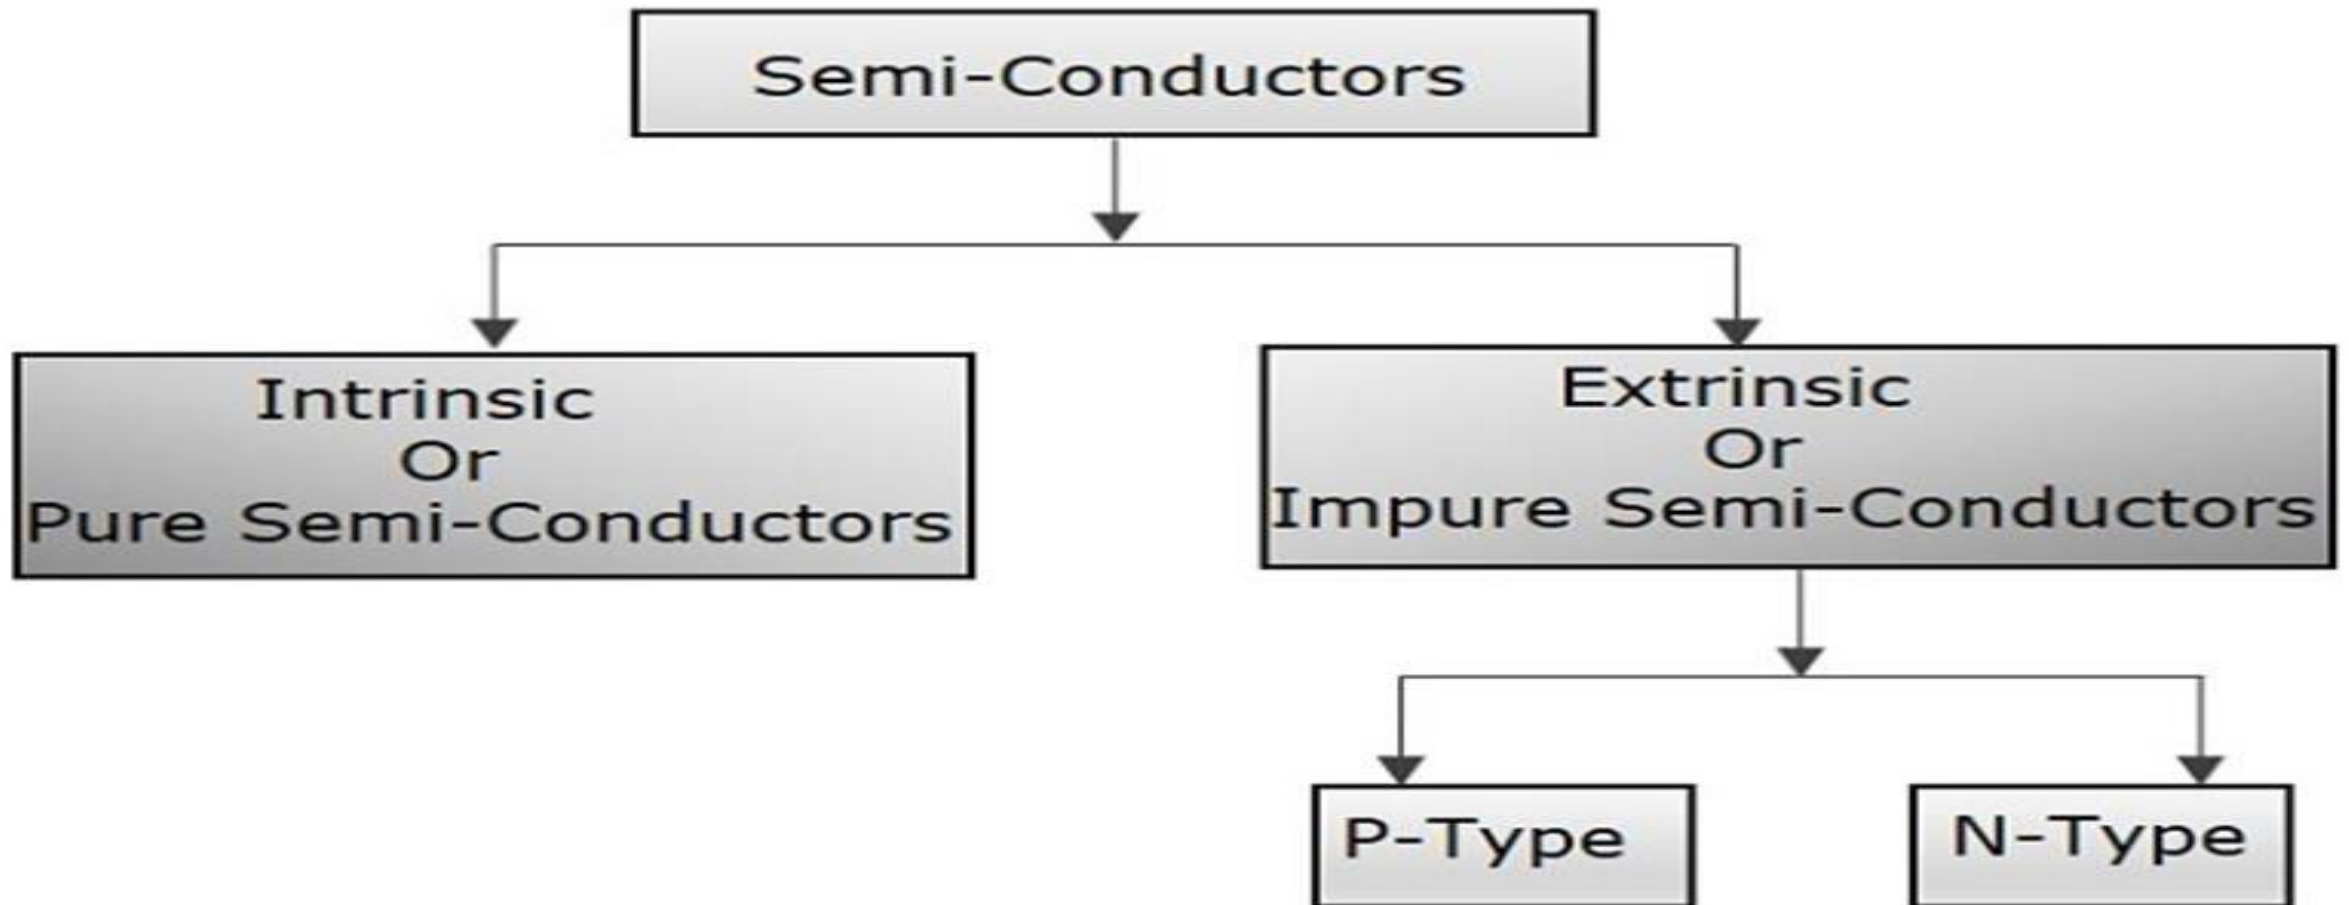 Semi-Conductors
Intrinsic
Or
Pure Semi-Conductors
Extrinsic
Or
Impure Semi-Conductors
P-Type
N-Type